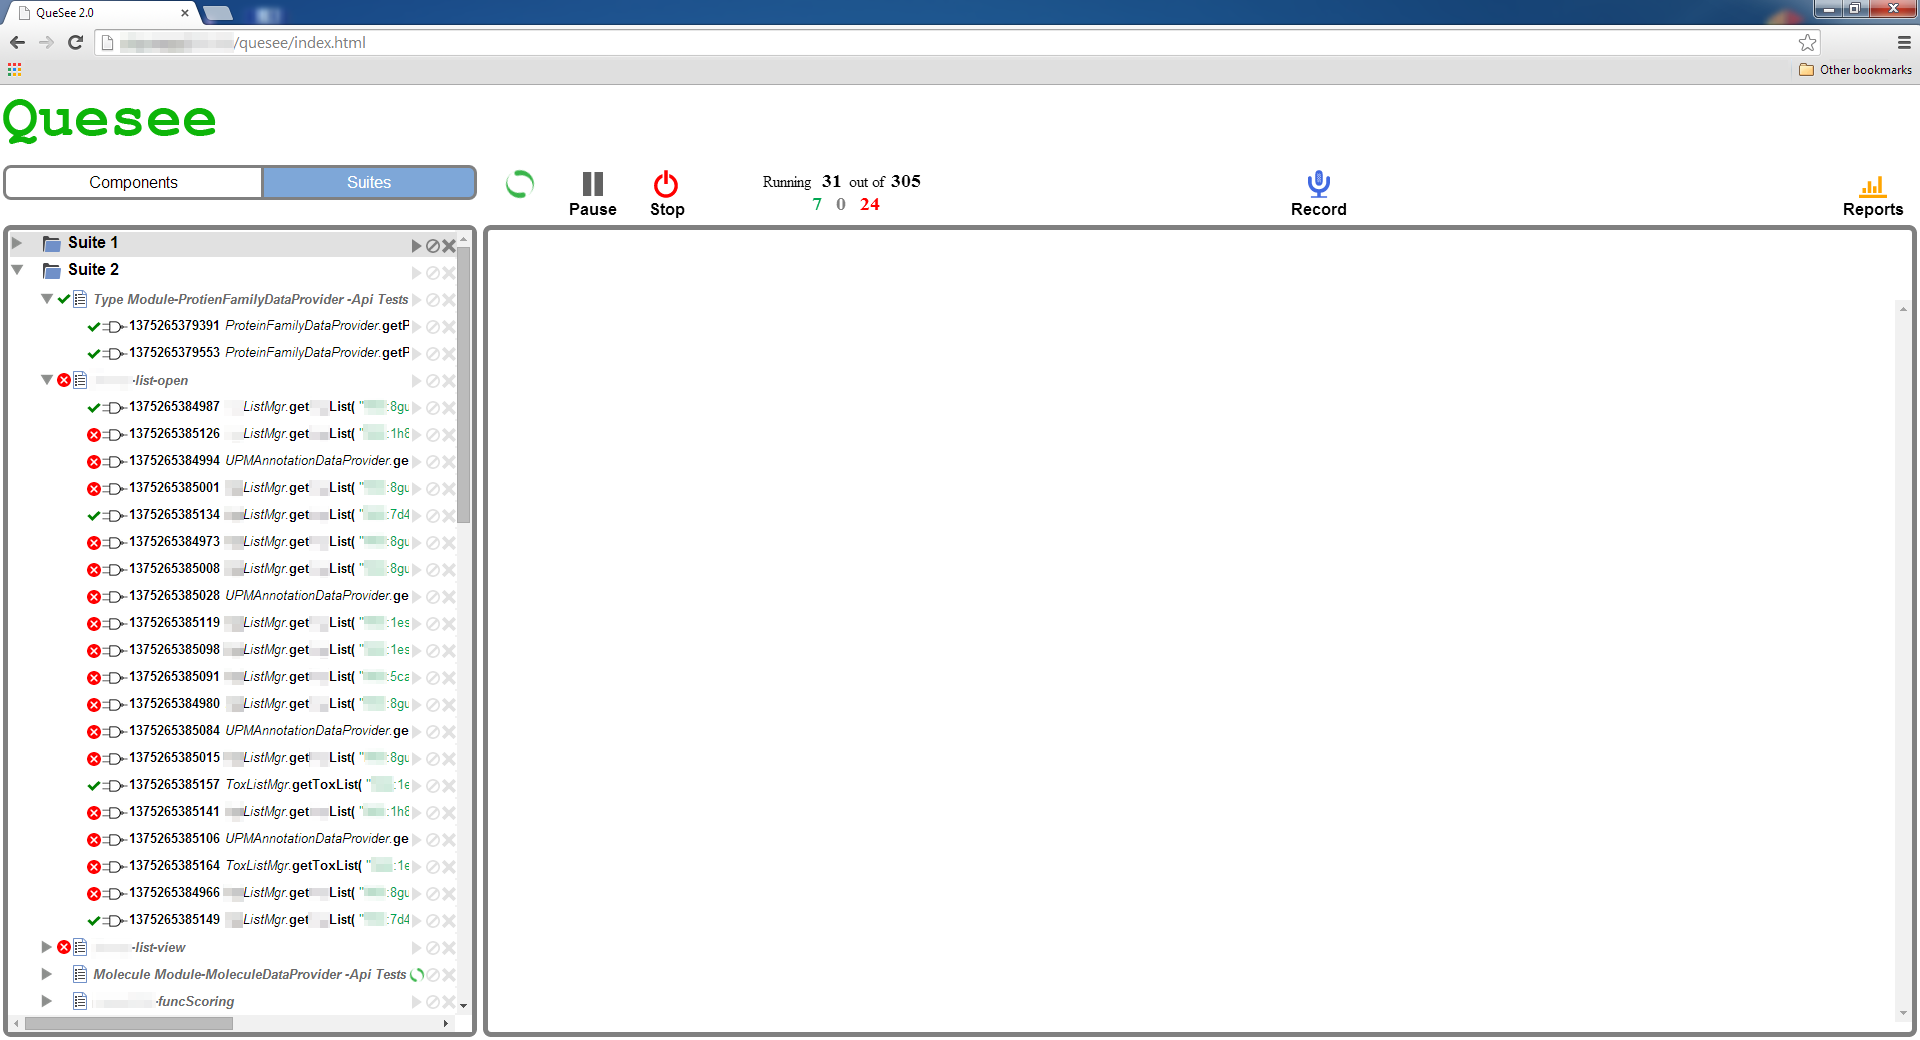 QueSee 2.0
/quesee/index.html
Other bookmarks
Quesee
Components Suites
Pause Stop Running 31 out of 305
7 0 24
Record Reports
Suite 1
Suite 2
Type Module-ProtienFamilyDataProvider -Api Tests
1375265379391 ProteinFamilyDataProvider.getP
1375265379553 ProteinFamilyDataProvider.getP
-list-open
1375265384987 ListMgr.get List( " :8gu
1375265385126 ListMgr.get List( " :1h8
1375265384994 UPMAnnotationDataProvider.ge
1375265385001 ListMgr.get List( " :8gu
1375265385134 ListMgr.get List( " :7d4
1375265384973 ListMgr.get List( " :8gu
1375265385008 ListMgr.get List( " :8gu
1375265385028 UPMAnnotationDataProvider.ge
1375265385119 ListMgr.get List( " :1es
1375265385098 ListMgr.get List( " :1es
1375265385091 ListMgr.get List( " :5ca
1375265384980 ListMgr.get List( " :8gu
1375265385084 UPMAnnotationDataProvider.ge
1375265385015 ListMgr.get List( " :8gu
1375265385157 ToxListMgr.getToxList( " :1e
1375265385141 ListMgr.get List( " :1h8
1375265385106 UPMAnnotationDataProvider.ge
1375265385164 ToxListMgr.getToxList( " :1e
1375265384966 ListMgr.get List( " :8gu
1375265385149 ListMgr.get List( " :7d4
-list-view
Molecule Module-MoleculeDataProvider -Api Tests
-funcScoring